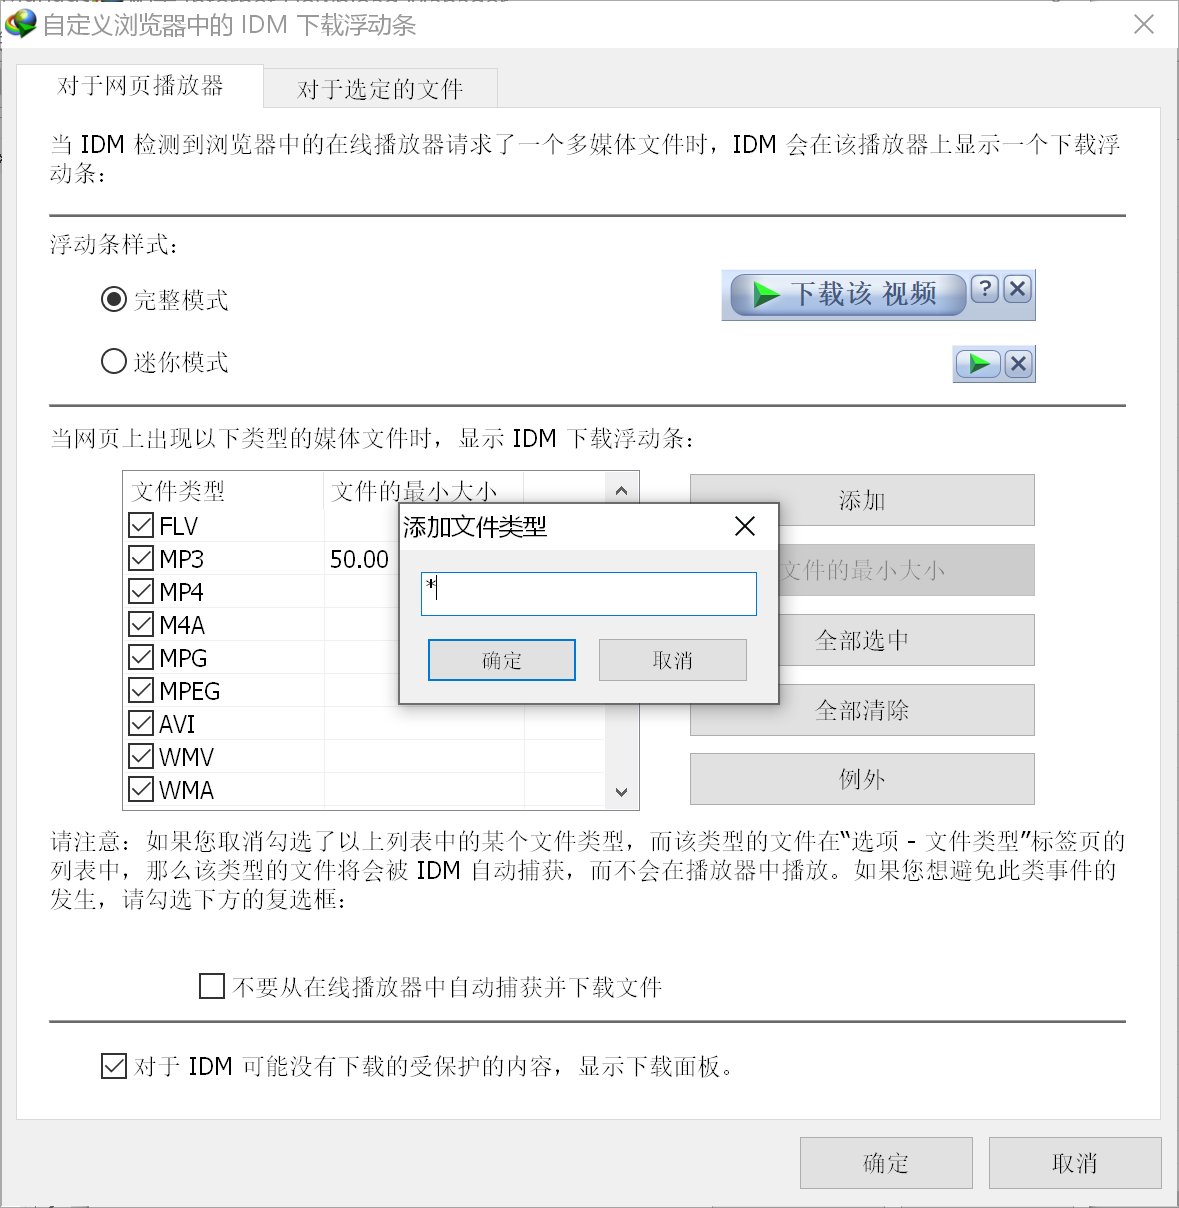 自定义浏览器中的 IDM 下载浮动条
对于网页播放器
对于选定的文件
当 IDM 检测到浏览器中的在线播放器请求了一个多媒体文件时，IDM 会在该播放器上显示一个下载浮
动条：
浮动条样式：
完整模式
下载该 视频
?
迷你模式
当网页上出现以下类型的媒体文件时，显示 IDM 下载浮动条：
文件类型
文件的最小大小
FLV
MP3
50.00
MP4
M4A
MPG
MPEG
AVI
WMV
WMA
添加
文件的最小大小
全部选中
全部清除
例外
添加文件类型
*
确定
取消
请注意：如果您取消勾选了以上列表中的某个文件类型，而该类型的文件在“选项 - 文件类型”标签页的
列表中，那么该类型的文件将会被 IDM 自动捕获，而不会在播放器中播放。如果您想避免此类事件的
发生，请勾选下方的复选框：
不要从在线播放器中自动捕获并下载文件
对于 IDM 可能没有下载的受保护的内容，显示下载面板。
确定
取消